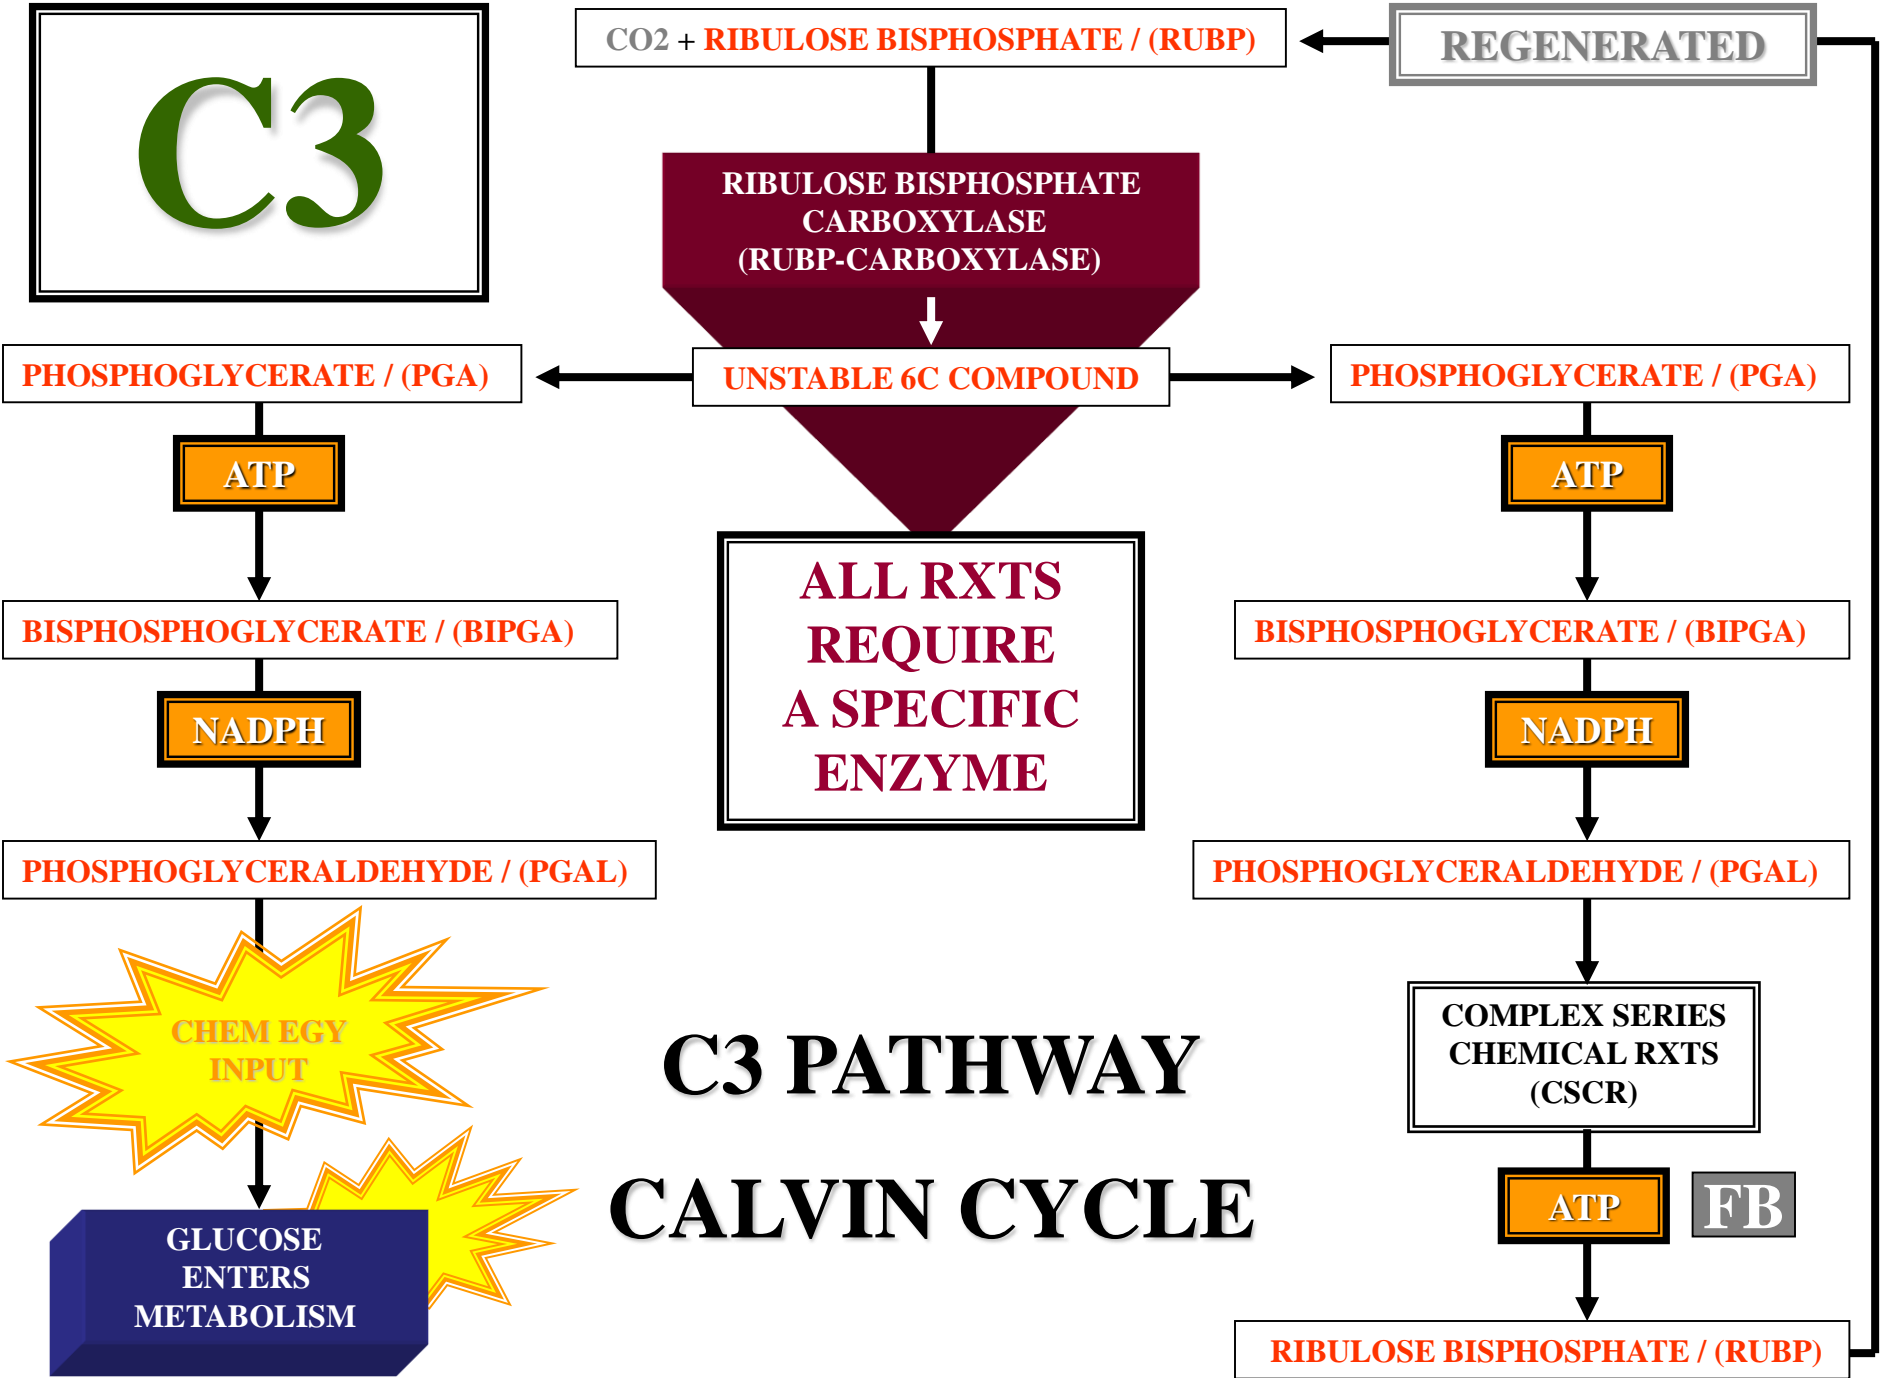 C3
CO2 + RIBULOSE BISPHOSPHATE / (RUBP)
REGENERATED
RIBULOSE BISPHOSPHATE
CARBOXYLASE
(RUBP-CARBOXYLASE)
PHOSPHOGLYCERATE / (PGA)
UNSTABLE 6C COMPOUND
PHOSPHOGLYCERATE / (PGA)
ATP
ATP
ALL RXTS
REQUIRE
A SPECIFIC
ENZYME
BISPHOSPHOGLYCERATE / (BIPGA)
BISPHOSPHOGLYCERATE / (BIPGA)
NADPH
NADPH
PHOSPHOGLYCERALDEHYDE / (PGAL)
PHOSPHOGLYCERALDEHYDE / (PGAL)
CHEM EGY
INPUT
C3 PATHWAY
CALVIN CYCLE
COMPLEX SERIES
CHEMICAL RXTS
(CSCR)
ATP
FB
GLUCOSE
ENTERS
METABOLISM
RIBULOSE BISPHOSPHATE / (RUBP)